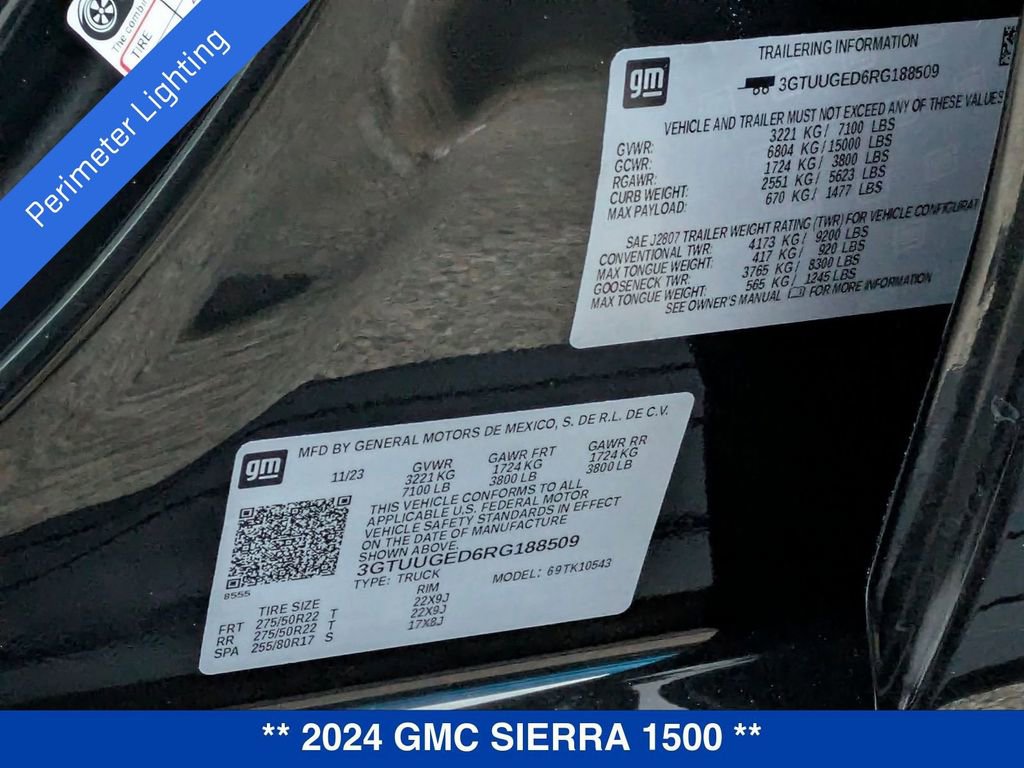 The combin
TIRE
Perimeter Lighting
gm
TRAILERING INFORMATION
3GTUUGED6RG188509
VEHICLE AND TRAILER MUST NOT EXCEED ANY OF THESE VALUES
GVWR: 3221 KG / 7100 LBS
GCWR: 6804 KG / 15000 LBS
RGAWR: 1724 KG / 3800 LBS
CURB WEIGHT: 2551 KG / 5623 LBS
MAX PAYLOAD: 670 KG / 1477 LBS
SAE J2807 TRAILER WEIGHT RATING (TWR) FOR VEHICLE CONFIGURAT
CONVENTIONAL TWR: 4173 KG / 9200 LBS
MAX TONGUE WEIGHT: 417 KG / 920 LBS
GOOSENECK TWR: 3765 KG / 8300 LBS
MAX TONGUE WEIGHT: 565 KG / 1245 LBS
SEE OWNER'S MANUAL FOR MORE INFORMATION
gm
MFD BY GENERAL MOTORS DE MEXICO, S. DE R.L. DE C.V.
11/23 GVWR GAWR FRT GAWR RR
3221 KG 1724 KG 1724 KG
7100 LB 3800 LB 3800 LB
THIS VEHICLE CONFORMS TO ALL
APPLICABLE U.S. FEDERAL MOTOR
VEHICLE SAFETY STANDARDS IN EFFECT
ON THE DATE OF MANUFACTURE
SHOWN ABOVE.
3GTUUGED6RG188509
TYPE: TRUCK MODEL: 69TK10543
8555
TIRE SIZE RIM
FRT 275/50R22 T 22X9J
RR 275/50R22 T 22X9J
SPA 255/80R17 S 17X8J
** 2024 GMC SIERRA 1500 **